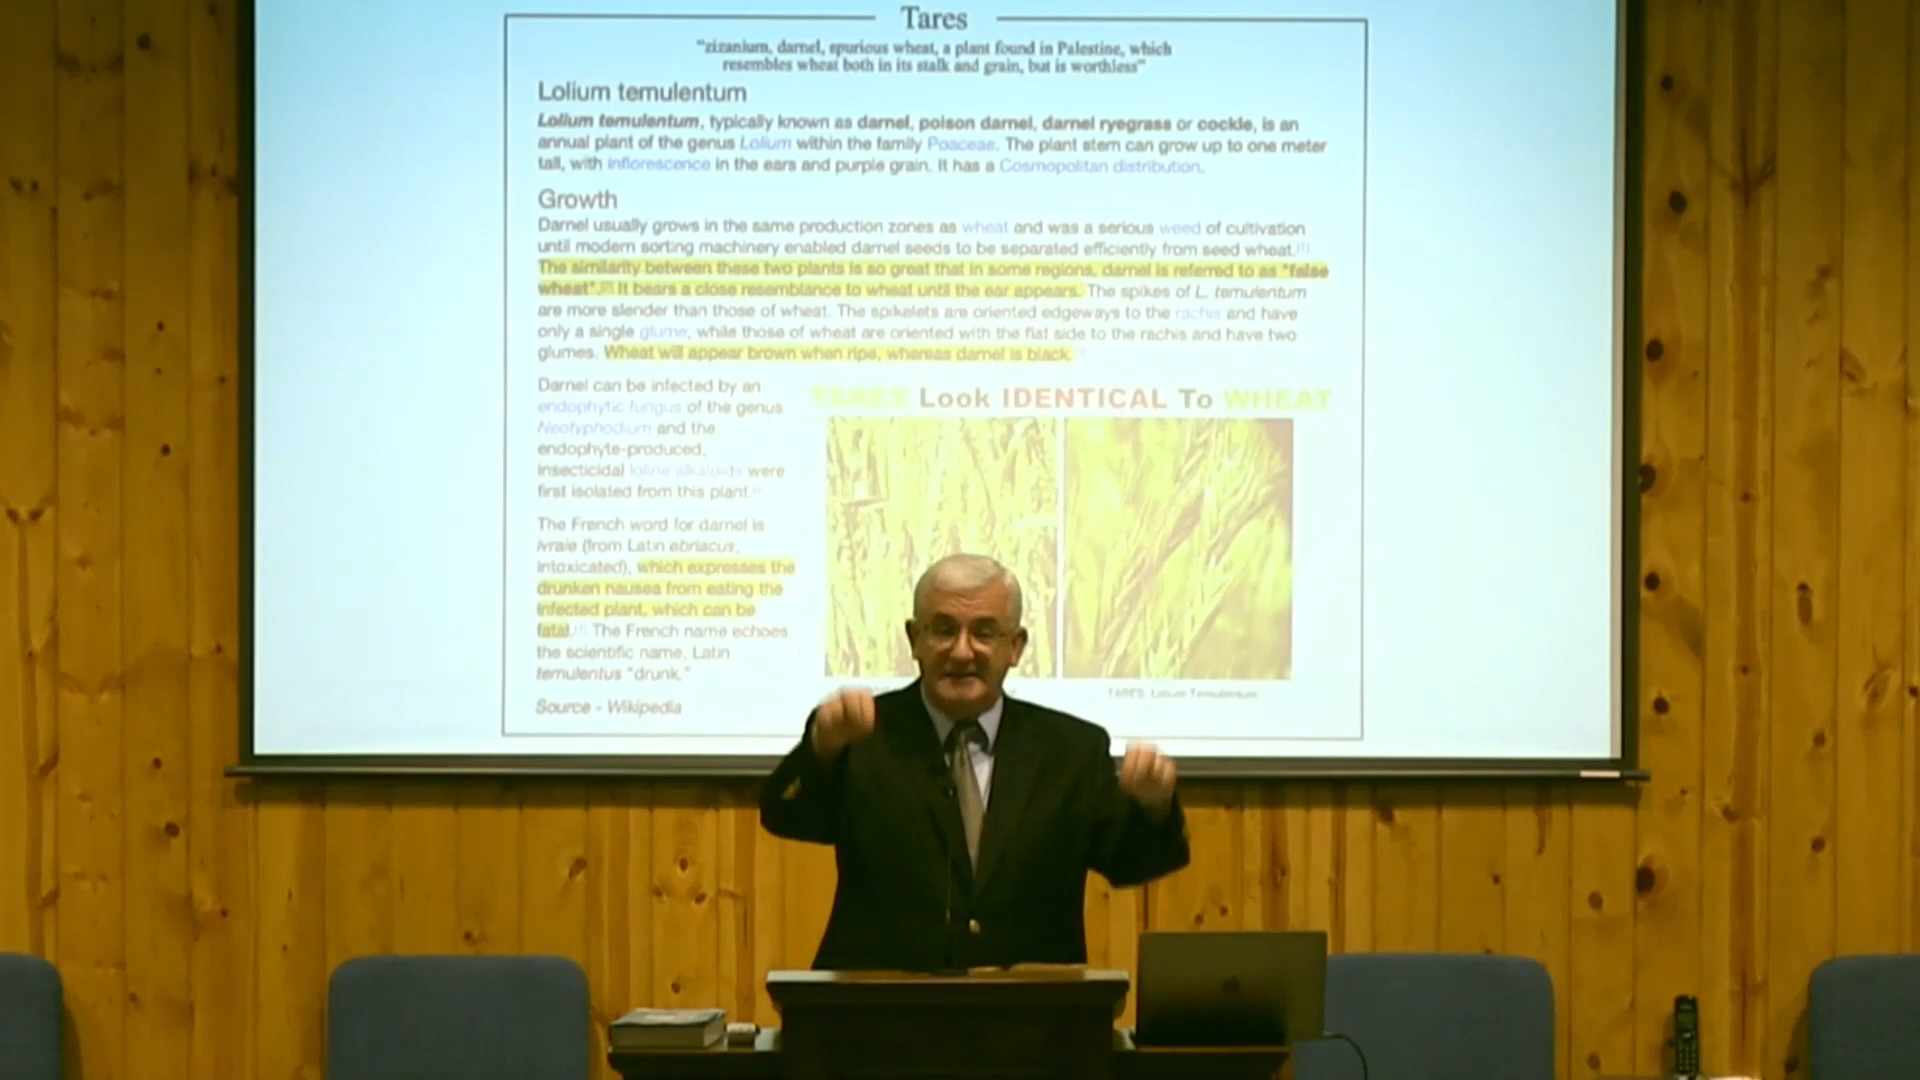 Tares
"zizanium, darnel, spurious wheat, a plant found in Palestine, which
resembles wheat both in its stalk and grain, but is worthless"
Lolium temulentum
Lolium temulentum, typically known as darnel, poison darnel, darnel ryegrass or cockle, is an
annual plant of the genus Lolium within the family Poaceae. The plant stem can grow up to one meter
tall, with inflorescence in the ears and purple grain. It has a Cosmopolitan distribution.
Growth
Darnel usually grows in the same production zones as wheat and was a serious weed of cultivation
until modern sorting machinery enabled darnel seeds to be separated efficiently from seed wheat.[1]
The similarity between these two plants is so great that in some regions, darnel is referred to as "false
wheat". It bears a close resemblance to wheat until the ear appears. The spikes of L. temulentum
are more slender than those of wheat. The spikelets are oriented edgeways to the rachis and have
only a single glume, while those of wheat are oriented with the flat side to the rachis and have two
glumes. Wheat will appear brown when ripe, whereas darnel is black.
Darnel can be infected by an
endophytic fungus of the genus
Neotyphodium and the
endophyte-produced,
insecticidal loline alkaloids were
first isolated from this plant.
The French word for darnel is
ivraie (from Latin ebriacus,
intoxicated), which expresses the
drunken nausea from eating the
infected plant, which can be
fatal. The French name echoes
the scientific name, Latin
temulentus "drunk."
Source - Wikipedia
TARES Look IDENTICAL To WHEAT
TARES: Lolium Temulentum